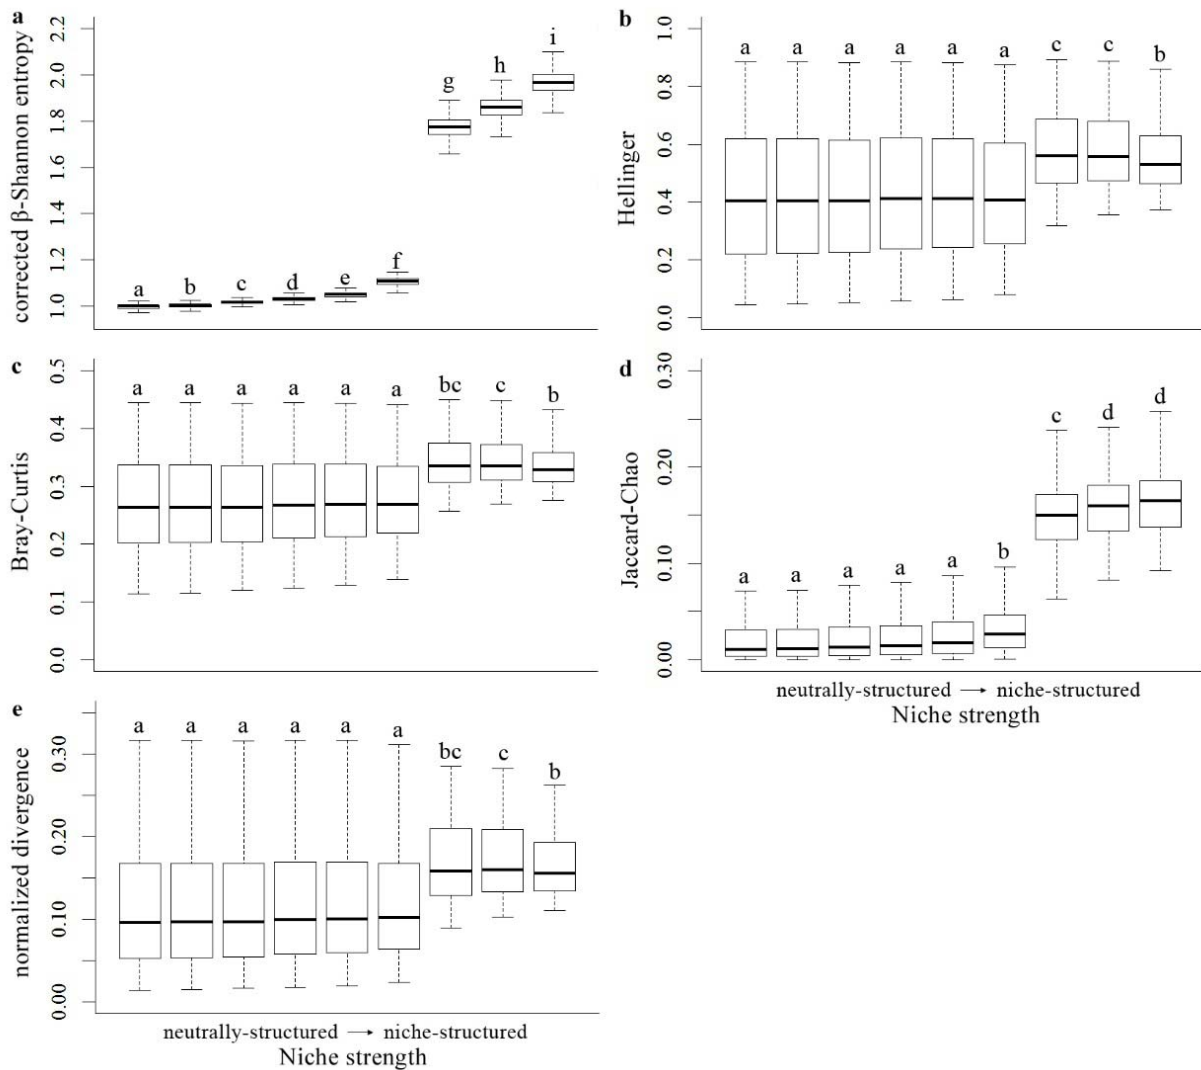 a
corrected β-Shannon entropy
2.2
2.0
1.8
1.6
1.4
1.2
1.0
a b c d e f g h i
b
Hellinger
1.0
0.8
0.6
0.4
0.2
0.0
a a a a a a c c b
c
Bray-Curtis
0.5
0.4
0.3
0.2
0.1
0.0
a a a a a a bc c b
d
Jaccard-Chao
0.30
0.20
0.10
0.00
a a a a a b c d d
neutrally-structured → niche-structured
Niche strength
e
normalized divergence
0.30
0.20
0.10
0.00
a a a a a a bc c b
neutrally-structured → niche-structured
Niche strength